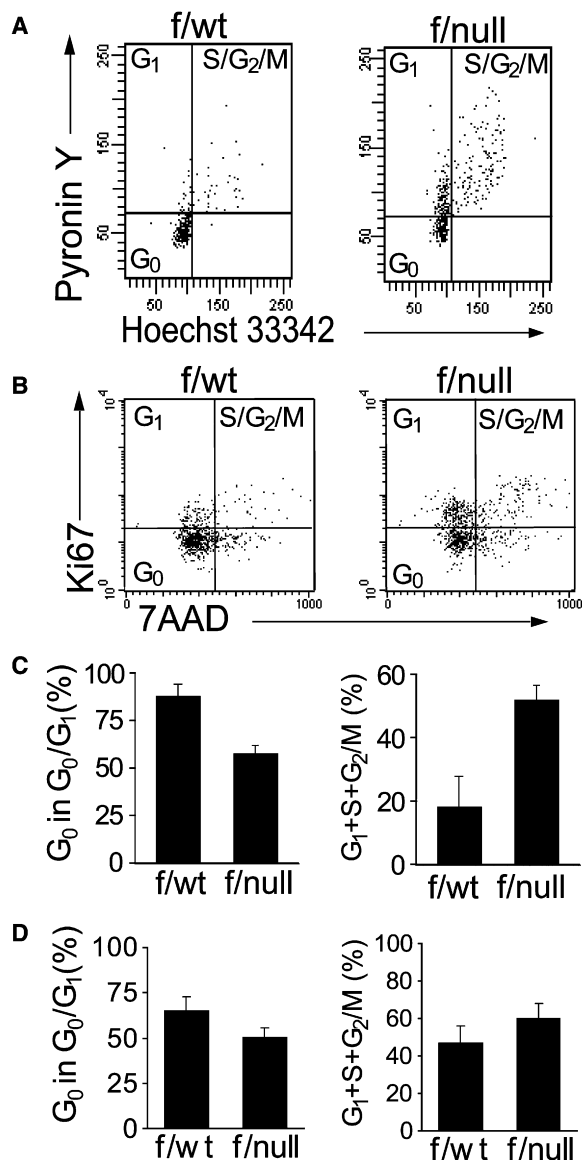 A
f/wt
f/null
G1
S/G2/M
G1
S/G2/M
Pyronin Y
250
150
50
250
150
50
G0
G0
50 150 250
50 150 250
Hoechst 33342
B
f/wt
f/null
10^4
G1
S/G2/M
10^4
G1
S/G2/M
Ki67
G0
G0
10^0
10^0
0 1000
0 1000
7AAD
C
G0 in G0/G1(%)
100
75
50
25
0
f/wt f/null
G1+S+G2/M (%)
60
40
20
0
f/wt f/null
D
G0 in G0/G1(%)
100
75
50
25
0
f/w t f/null
G1+S+G2/M (%)
100
80
60
40
20
0
f/w t f/null